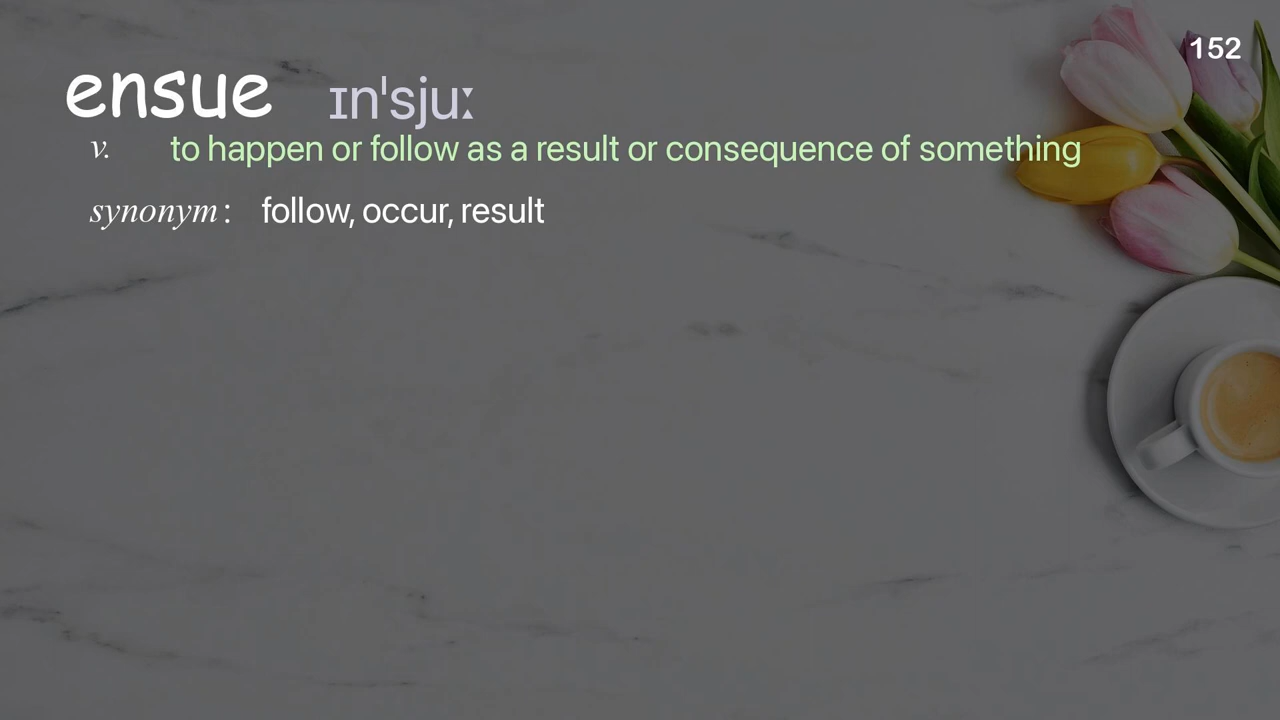 152
ensue ɪn'sjuː
v. to happen or follow as a result or consequence of something
synonym: follow, occur, result